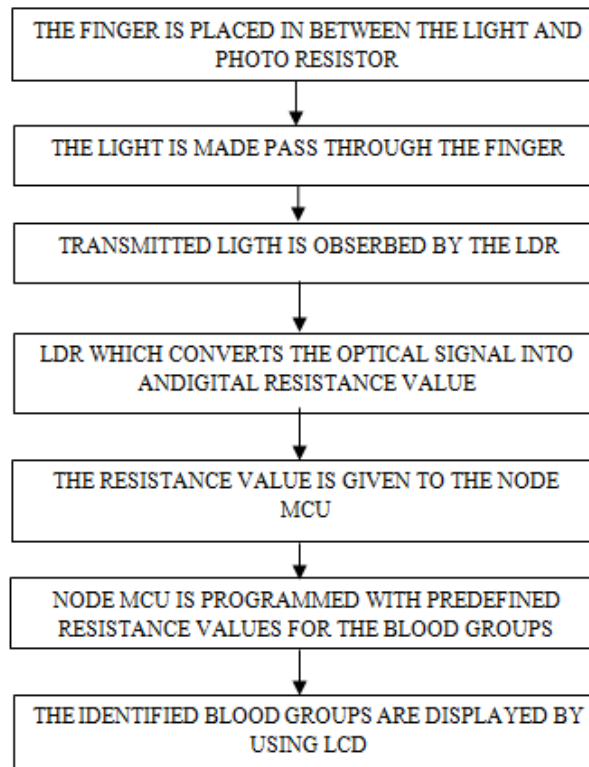 THE FINGER IS PLACED IN BETWEEN THE LIGHT AND
PHOTO RESISTOR
THE LIGHT IS MADE PASS THROUGH THE FINGER
TRANSMITTED LIGTH IS OBSERBED BY THE LDR
LDR WHICH CONVERTS THE OPTICAL SIGNAL INTO
ANDIGITAL RESISTANCE VALUE
THE RESISTANCE VALUE IS GIVEN TO THE NODE
MCU
NODE MCU IS PROGRAMMED WITH PREDEFINED
RESISTANCE VALUES FOR THE BLOOD GROUPS
THE IDENTIFIED BLOOD GROUPS ARE DISPLAYED BY
USING LCD